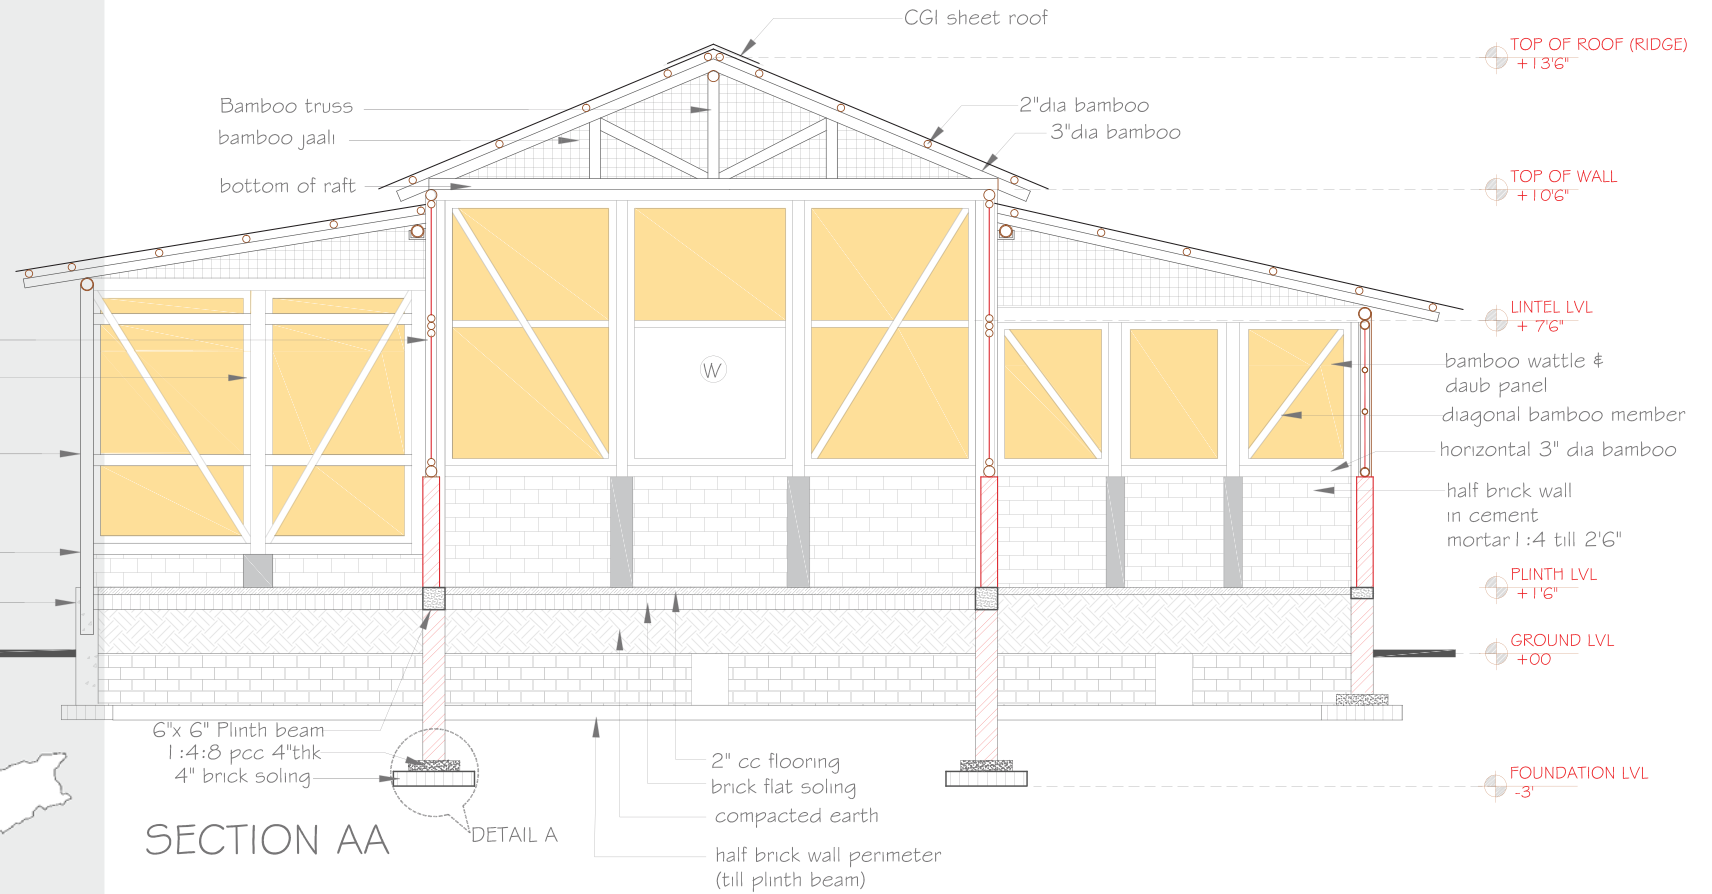 CGI sheet roof
TOP OF ROOF (RIDGE)
+13'6"
Bamboo truss
2"dia bamboo
bamboo jaali
3"dia bamboo
bottom of raft
TOP OF WALL
+10'6"
LINTEL LVL
+ 7'6"
W
bamboo wattle &
daub panel
diagonal bamboo member
horizontal 3" dia bamboo
half brick wall
in cement
mortar 1:4 till 2'6"
PLINTH LVL
+1'6"
GROUND LVL
+00
6"x 6" Plinth beam
1:4:8 pcc 4"thk
4" brick soling
2" cc flooring
brick flat soling
compacted earth
FOUNDATION LVL
-3'
SECTION AA
DETAIL A
half brick wall perimeter
(till plinth beam)